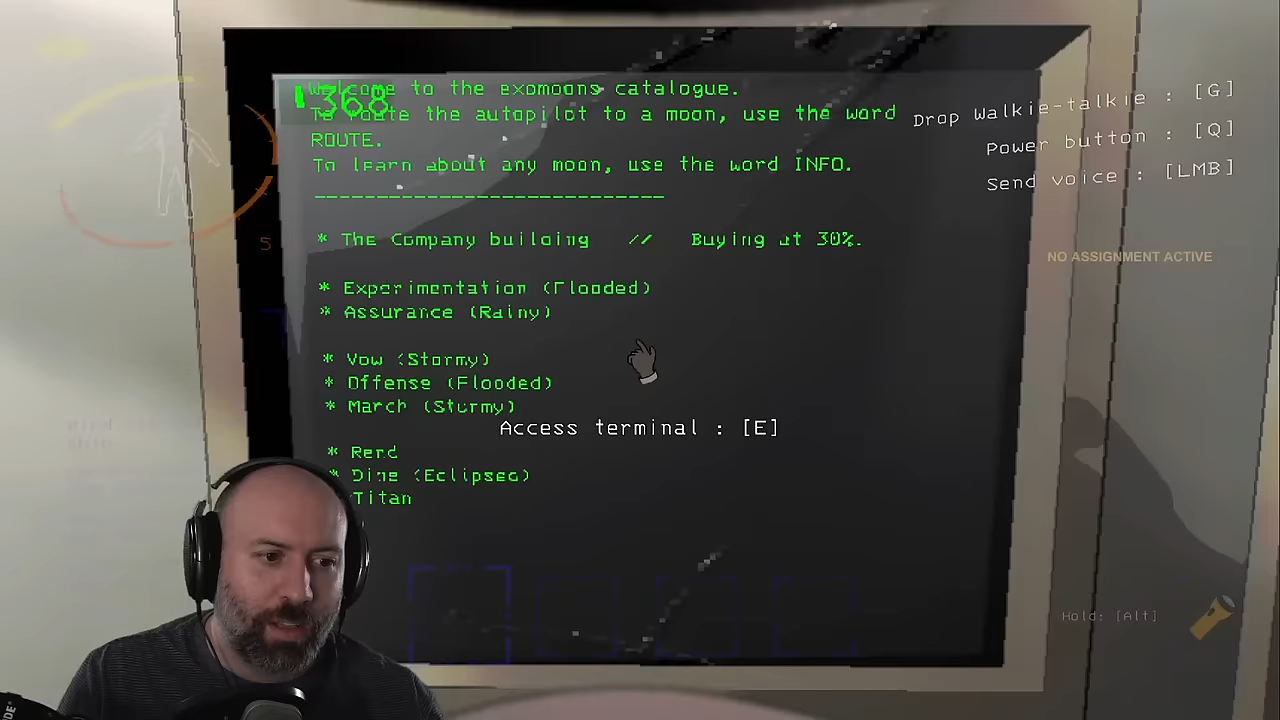 Welcome to the exomoons catalogue.
368
To route the autopilot to a moon, use the word
ROUTE.
To learn about any moon, use the word INFO.
----------------------------
* The Company building // Buying at 30%.
* Experimentation (Flooded)
* Assurance (Rainy)
* Vow (Stormy)
* Offense (Flooded)
* March (Stormy)
* Rend
* Dine (Eclipsed)
Titan
Access terminal : [E]
Drop Walkie-talkie : [G]
Power button : [Q]
Send voice : [LMB]
NO ASSIGNMENT ACTIVE
Hold: [Alt]
5